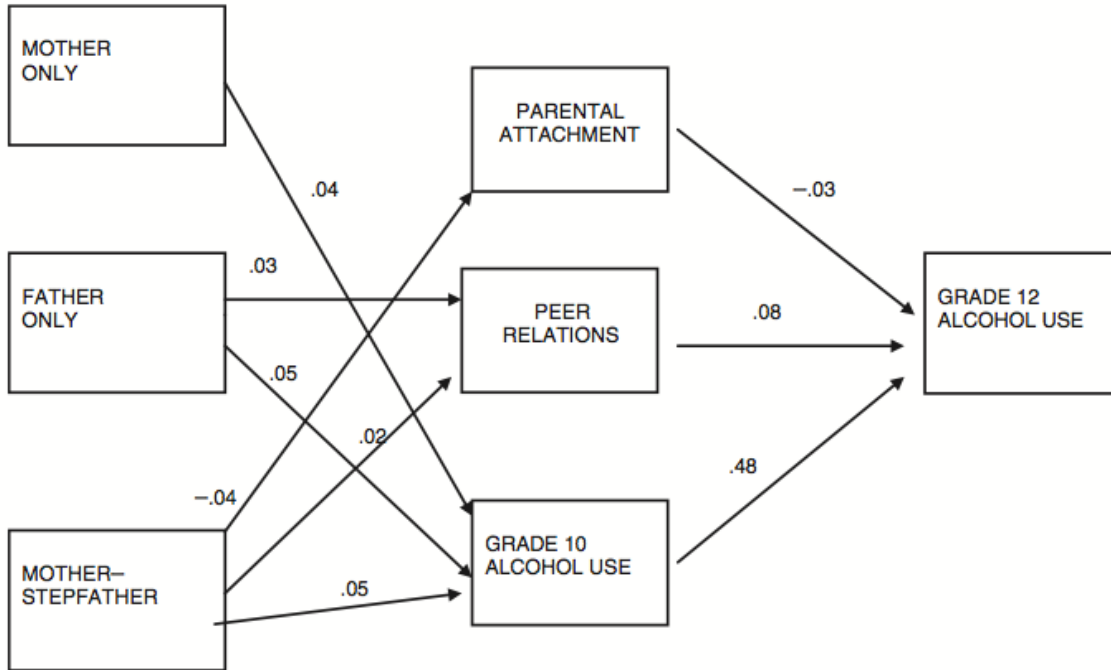 MOTHER
ONLY
PARENTAL
ATTACHMENT
.04
–.03
FATHER
ONLY
.03
PEER
RELATIONS
.08
GRADE 12
ALCOHOL USE
.05
.02
.48
–.04
MOTHER–
STEPFATHER
.05
GRADE 10
ALCOHOL USE